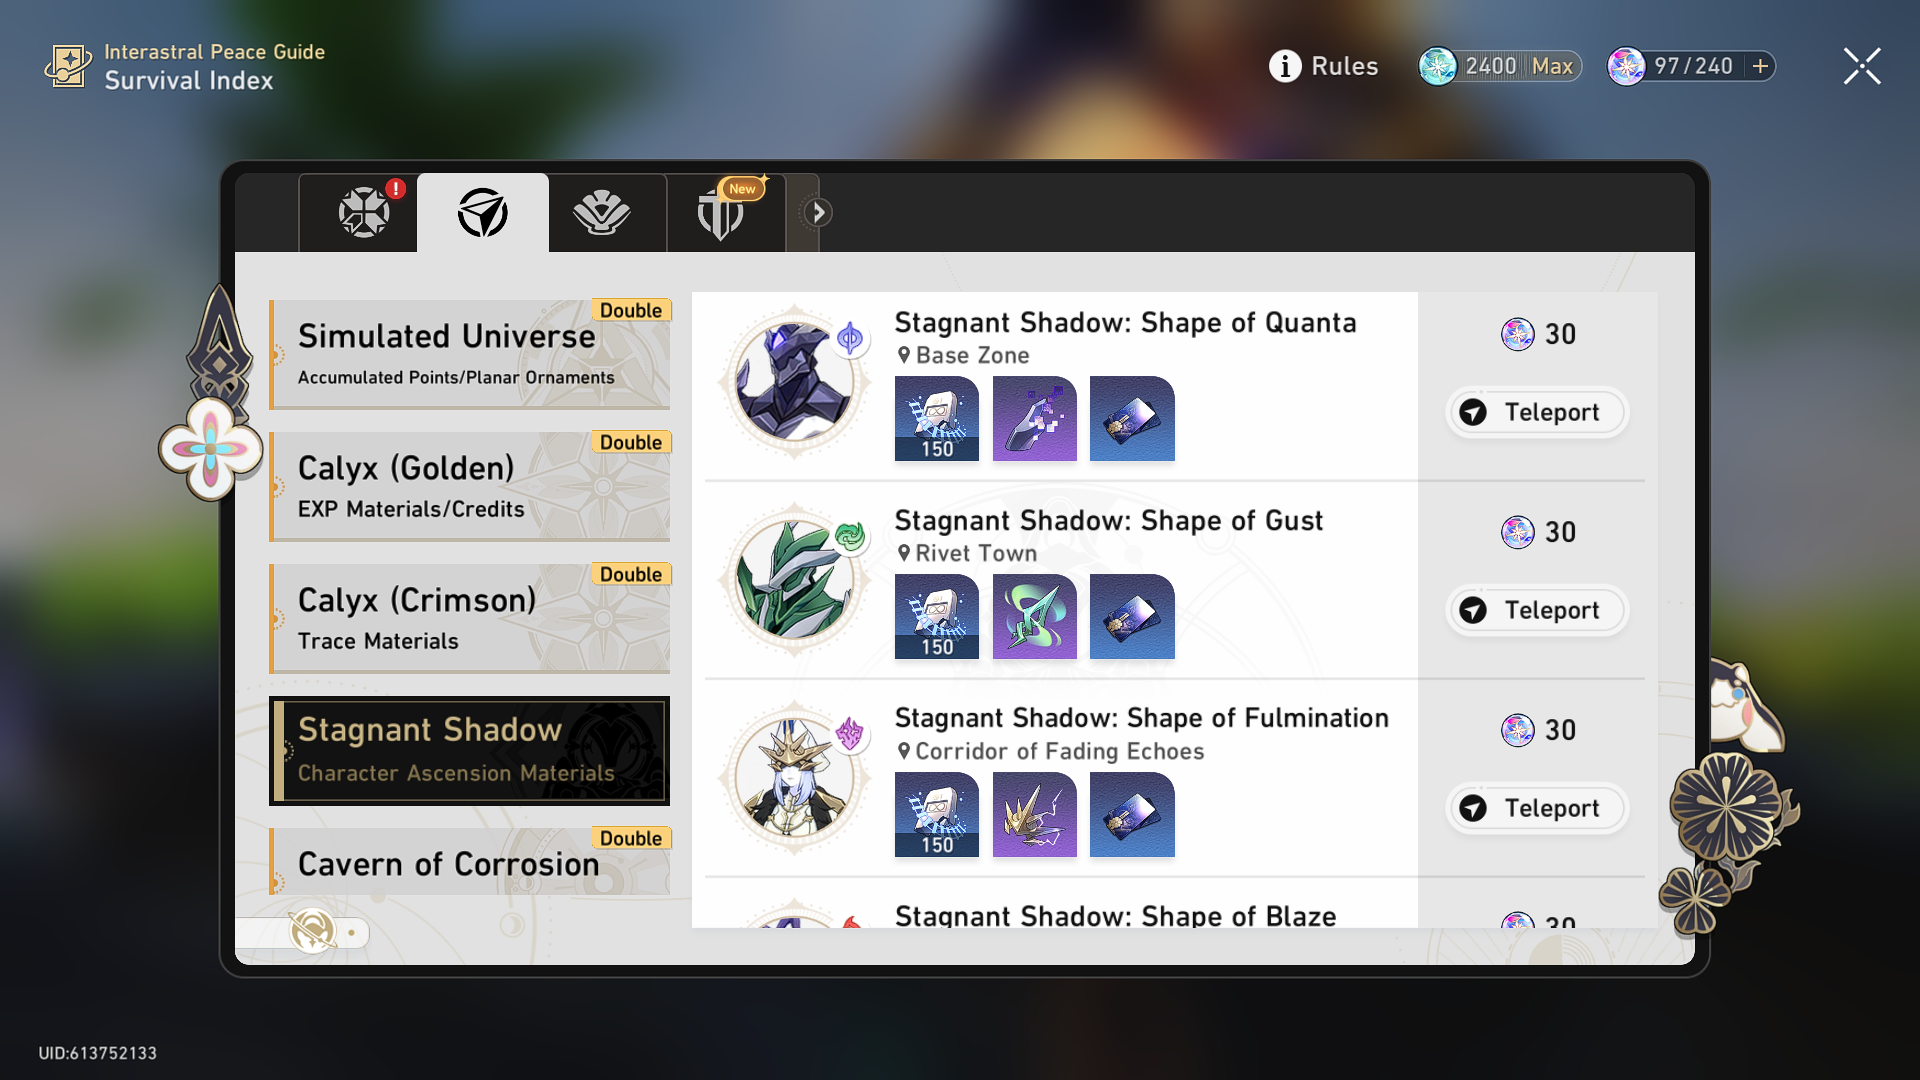 Interastral Peace Guide
Survival Index
Rules
2400 Max
97/240
New
Double
Simulated Universe
Accumulated Points/Planar Ornaments
Double
Calyx (Golden)
EXP Materials/Credits
Double
Calyx (Crimson)
Trace Materials
Stagnant Shadow
Character Ascension Materials
Double
Cavern of Corrosion
Stagnant Shadow: Shape of Quanta
Base Zone
150
30
Teleport
Stagnant Shadow: Shape of Gust
Rivet Town
150
30
Teleport
Stagnant Shadow: Shape of Fulmination
Corridor of Fading Echoes
150
30
Teleport
Stagnant Shadow: Shape of Blaze
30
UID:613752133